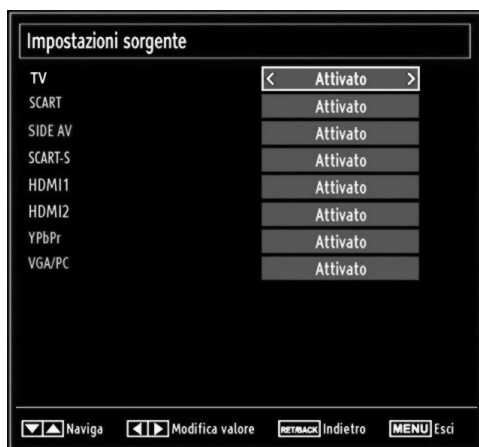 Impostazioni sorgente
TV < Attivato >
SCART Attivato
SIDE AV Attivato
SCART-S Attivato
HDMI1 Attivato
HDMI2 Attivato
YPbPr Attivato
VGA/PC Attivato
Naviga Modifica valore RET/BACK Indietro MENU Esci